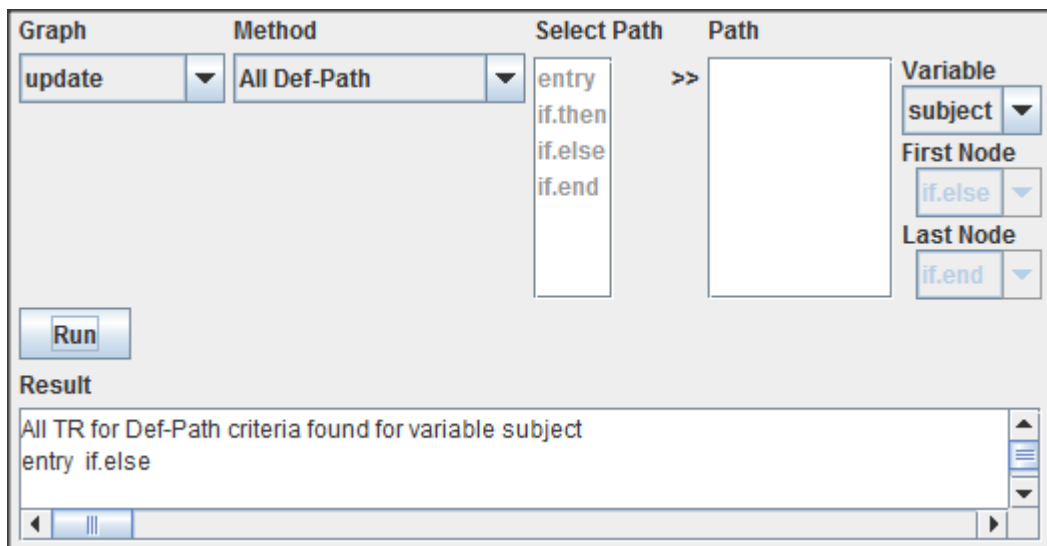 Graph
Method
Select Path
Path
update
All Def-Path
entry
if.then
if.else
if.end
>>
Variable
subject
First Node
if.else
Last Node
if.end
Run
Result
All TR for Def-Path criteria found for variable subject
entry if.else